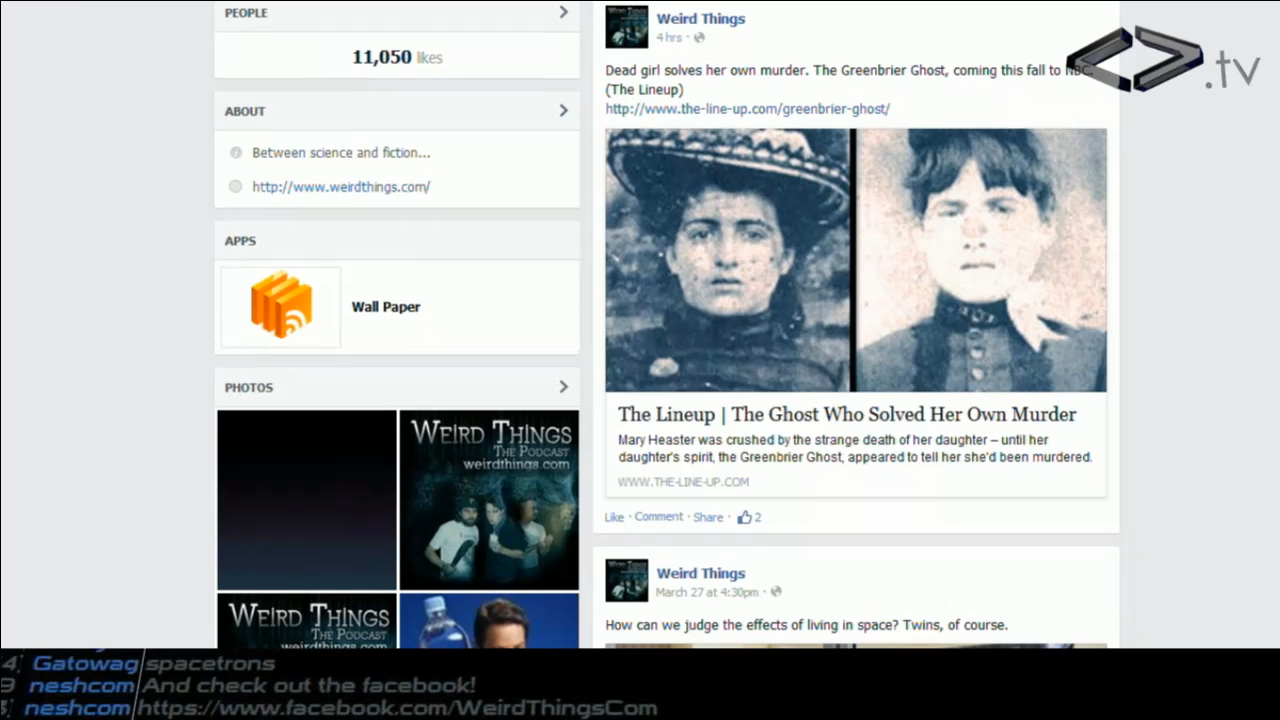 PEOPLE
11,050 likes
ABOUT
Between science and fiction...
http://www.weirdthings.com/
APPS
Wall Paper
PHOTOS
WEIRD THINGS
THE PODCAST
weirdthings.com
WEIRD THINGS
THE PODCAST
weirdthings.com
Weird Things
4 hrs ·
Dead girl solves her own murder. The Greenbrier Ghost, coming this fall to NBC.
(The Lineup)
http://www.the-line-up.com/greenbrier-ghost/
The Lineup | The Ghost Who Solved Her Own Murder
Mary Heaster was crushed by the strange death of her daughter – until her
daughter's spirit, the Greenbrier Ghost, appeared to tell her she'd been murdered.
WWW.THE-LINE-UP.COM
Like · Comment · Share · 2
Weird Things
March 27 at 4:30pm ·
How can we judge the effects of living in space? Twins, of course.
<>.tv
Gatowag spacetrons
neshcom And check out the facebook!
neshcom https://www.facebook.com/WeirdThingsCom